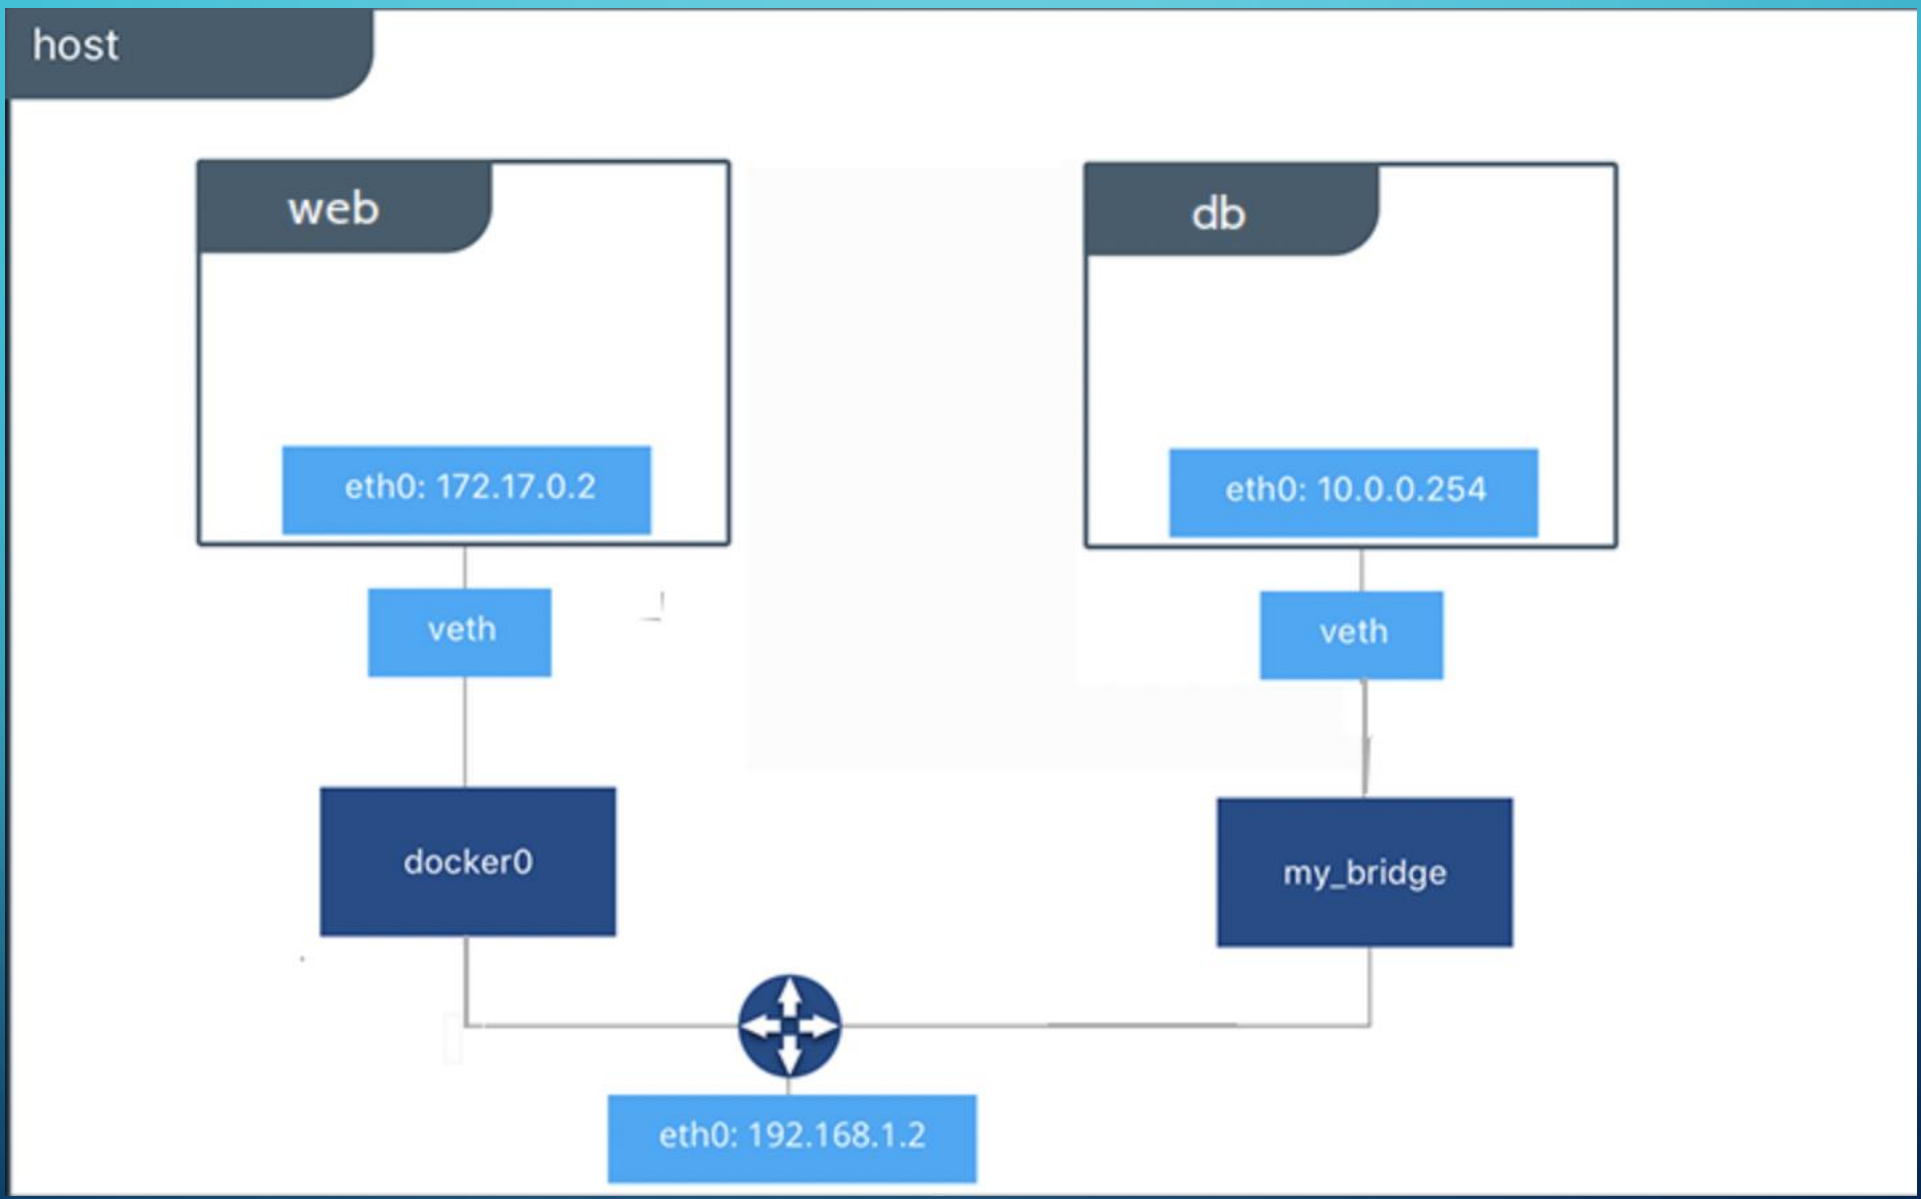 host
web
db
eth0: 172.17.0.2
eth0: 10.0.0.254
veth
veth
docker0
my_bridge
eth0: 192.168.1.2